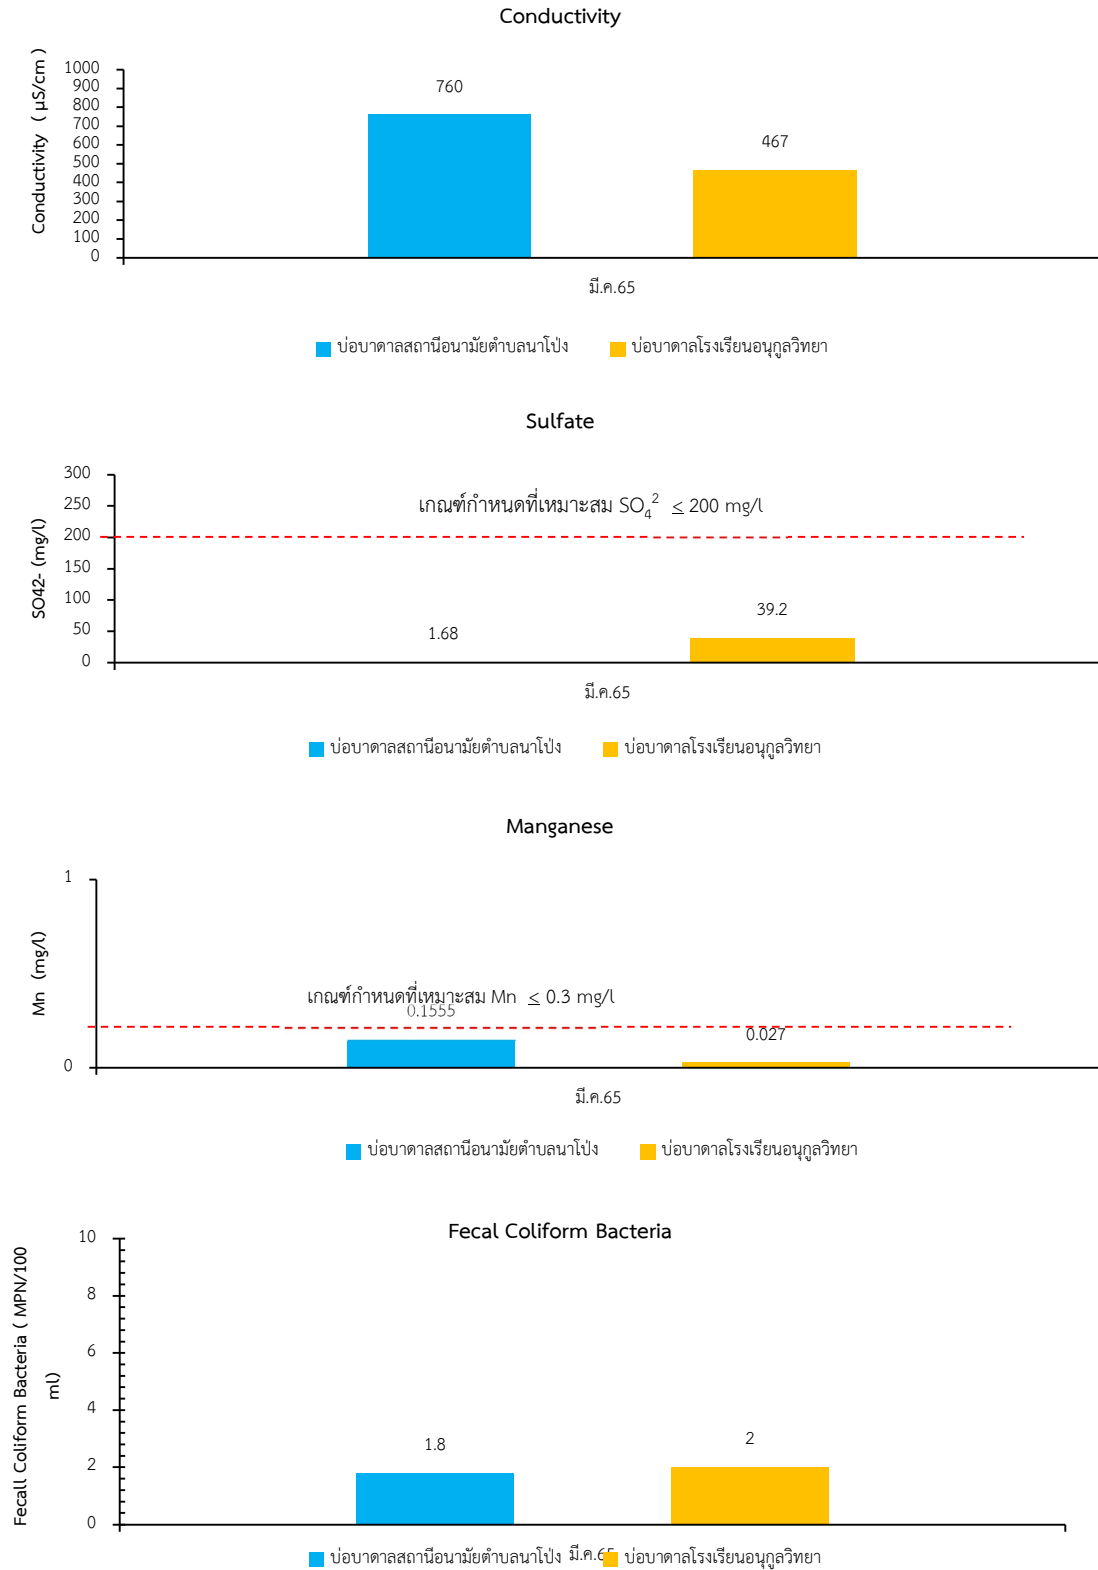 Conductivity
Conductivity ( µS/cm )
1000
900
800
700
600
500
400
300
200
100
0
760
467
มี.ค.65
บ่อบาดาลสถานีอนามัยตำบลนาโป่ง บ่อบาดาลโรงเรียนอนุกูลวิทยา
Sulfate
SO42- (mg/l)
300
250
200
150
100
50
0
เกณฑ์กำหนดที่เหมาะสม SO₄² ≤ 200 mg/l
1.68
39.2
มี.ค.65
บ่อบาดาลสถานีอนามัยตำบลนาโป่ง บ่อบาดาลโรงเรียนอนุกูลวิทยา
Manganese
Mn (mg/l)
1
0
เกณฑ์กำหนดที่เหมาะสม Mn ≤ 0.3 mg/l
0.1555
0.027
มี.ค.65
บ่อบาดาลสถานีอนามัยตำบลนาโป่ง บ่อบาดาลโรงเรียนอนุกูลวิทยา
Fecal Coliform Bacteria
Fecall Coliform Bacteria ( MPN/100
ml)
10
8
6
4
2
0
1.8
2
มี.ค.65
บ่อบาดาลสถานีอนามัยตำบลนาโป่ง บ่อบาดาลโรงเรียนอนุกูลวิทยา